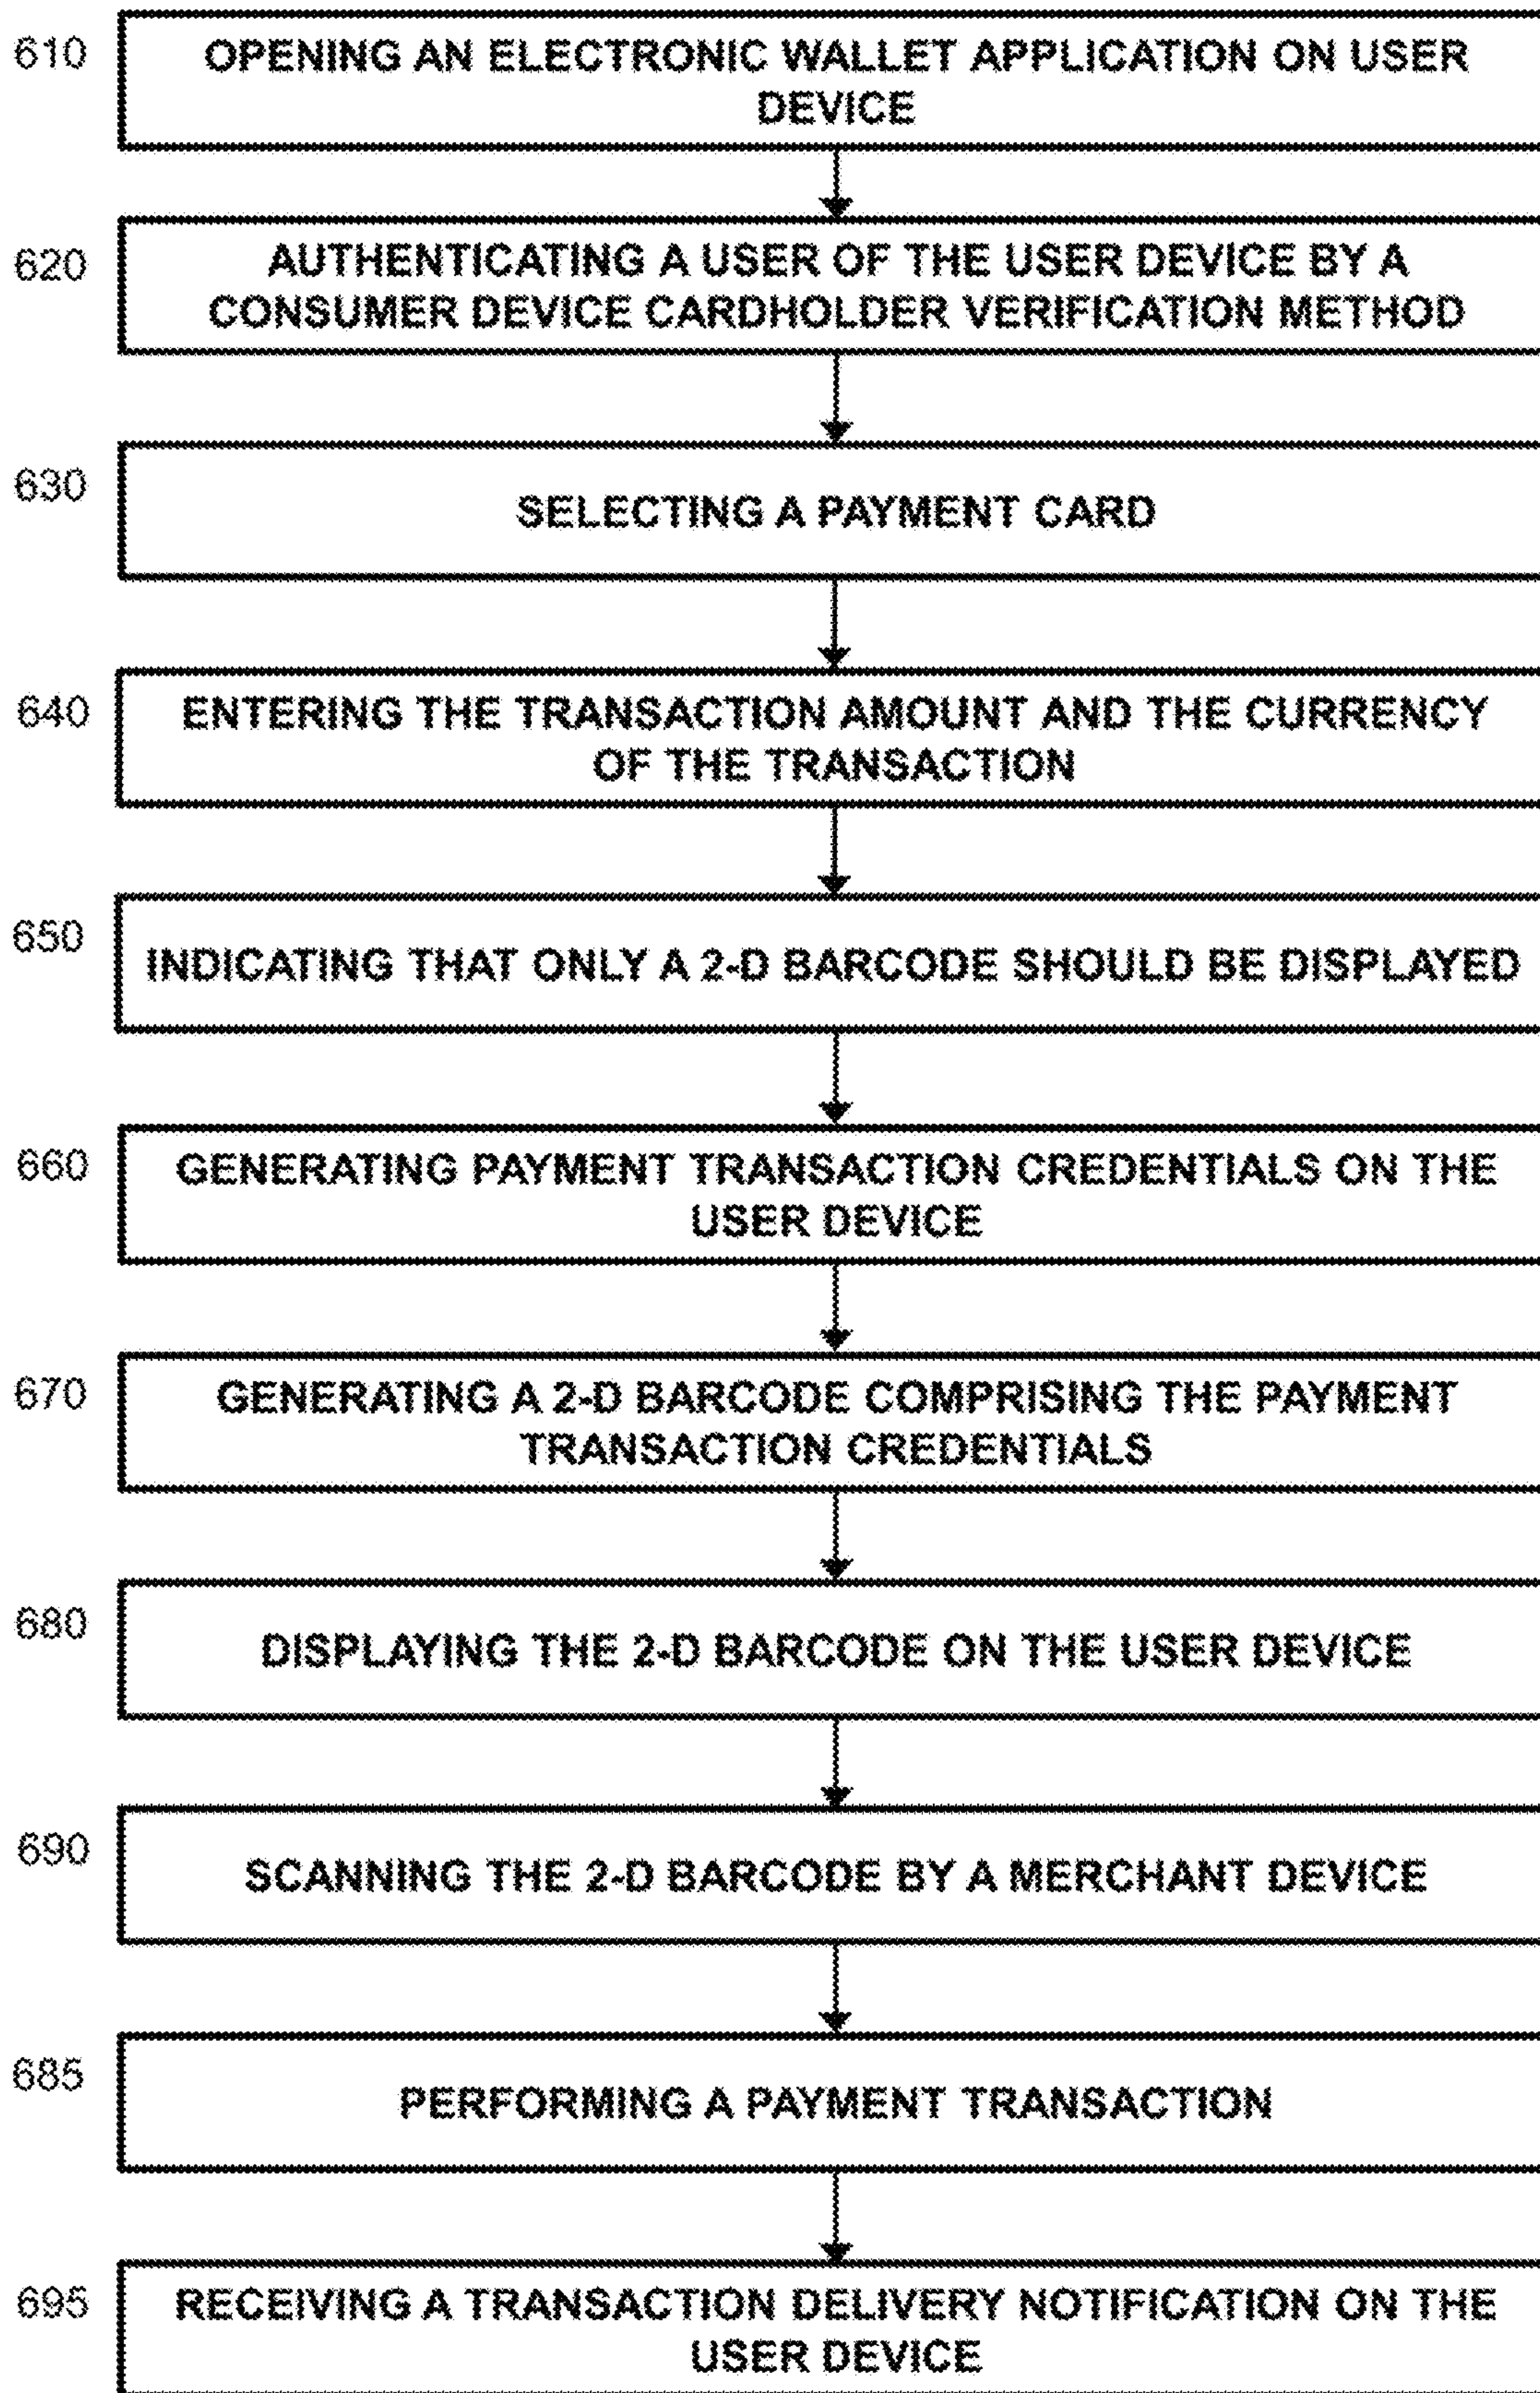 610
OPENING AN ELECTRONIC WALLET APPLICATION ON USER
DEVICE
620
AUTHENTICATING A USER OF THE USER DEVICE BY A
CONSUMER DEVICE CARDHOLDER VERIFICATION METHOD
630
SELECTING A PAYMENT CARD
640
ENTERING THE TRANSACTION AMOUNT AND THE CURRENCY
OF THE TRANSACTION
650
INDICATING THAT ONLY A 2-D BARCODE SHOULD BE DISPLAYED
660
GENERATING PAYMENT TRANSACTION CREDENTIALS ON THE
USER DEVICE
670
GENERATING A 2-D BARCODE COMPRISING THE PAYMENT
TRANSACTION CREDENTIALS
680
DISPLAYING THE 2-D BARCODE ON THE USER DEVICE
690
SCANNING THE 2-D BARCODE BY A MERCHANT DEVICE
685
PERFORMING A PAYMENT TRANSACTION
695
RECEIVING A TRANSACTION DELIVERY NOTIFICATION ON THE
USER DEVICE